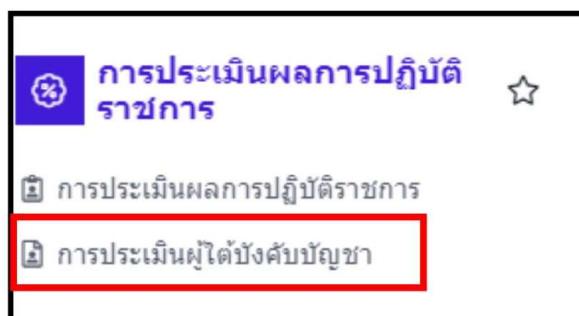 การประเมินผลการปฏิบัติ
ราชการ
การประเมินผลการปฏิบัติราชการ
การประเมินผู้ใต้บังคับบัญชา